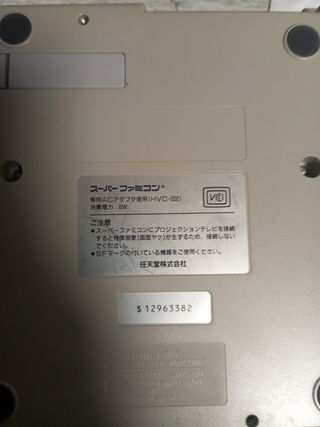 スーパーファミコン®
専用ACアダプタ使用(HVC-002)
消費電力 8W
VCI
ご注意
●スーパーファミコンにプロジェクションテレビを接続
すると残像現象(画面ヤケ)が生ずるため、接続しない
でください。
●SFマークの付いている機器をご使用ください。
任天堂株式会社
S 12963382
Nintendo